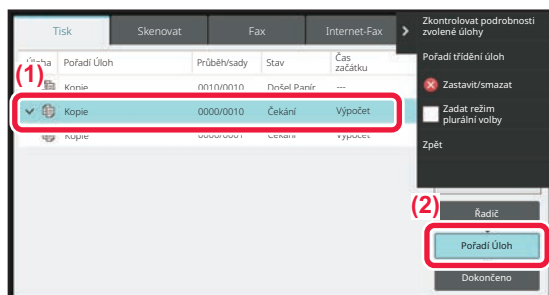 Tisk
Skenovat
Fax
Internet-Fax
Zkontrolovat podrobnosti
zvolené úlohy
Pořadí třídění úloh
Zastavit/smazat
Zadat režim
plurální volby
Zpět
Pořadí Úloh
Průběh/sady
Stav
Čas
začátku
(1)
Kopie
0010/0010
Došel Papír
---
Kopie
0000/0010
Čekání
Výpočet
Kopie
0000/0001
Čekání
Výpočet
(2)
Řadič
Pořadí Úloh
Dokončeno